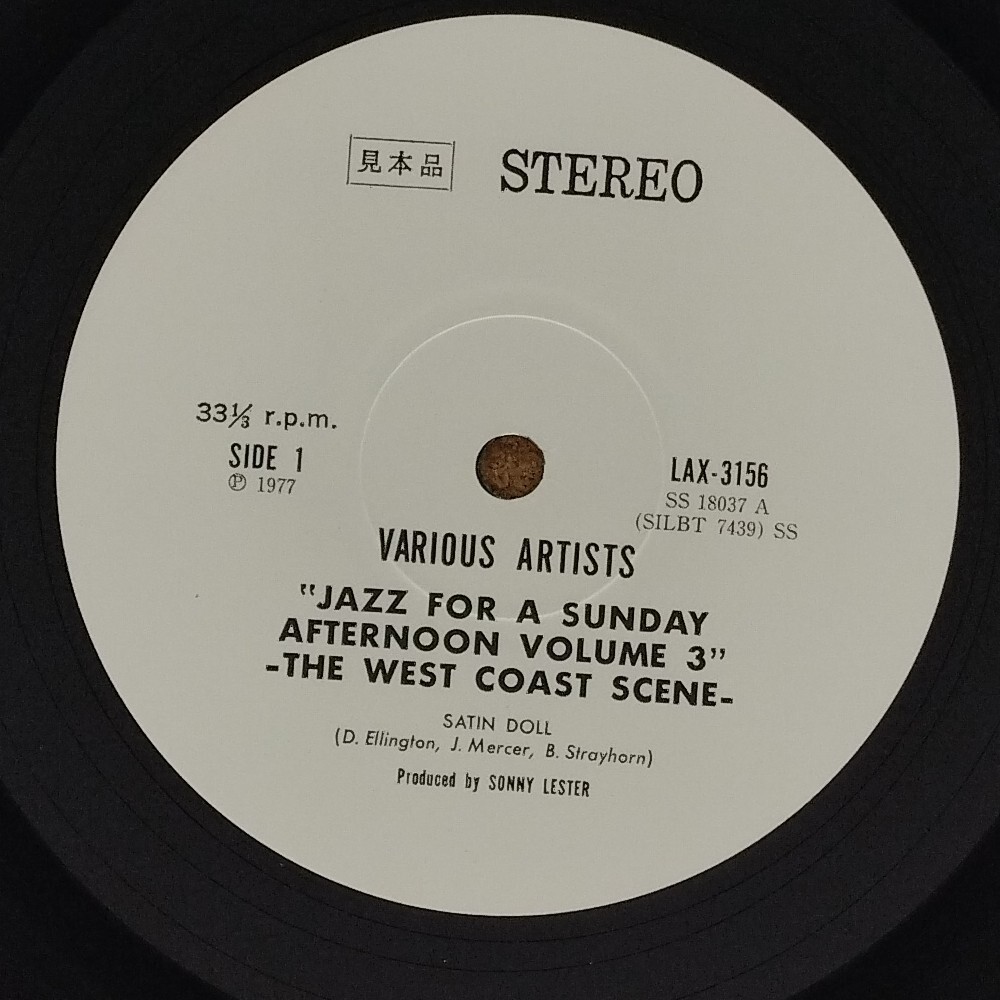 見本品 STEREO
33⅓ r.p.m.
SIDE 1
Ⓟ 1977
LAX-3156
SS 18037 A
(SILBT 7439) SS
VARIOUS ARTISTS
"JAZZ FOR A SUNDAY
AFTERNOON VOLUME 3"
-THE WEST COAST SCENE-
SATIN DOLL
(D. Ellington, J. Mercer, B. Strayhorn)
Produced by SONNY LESTER